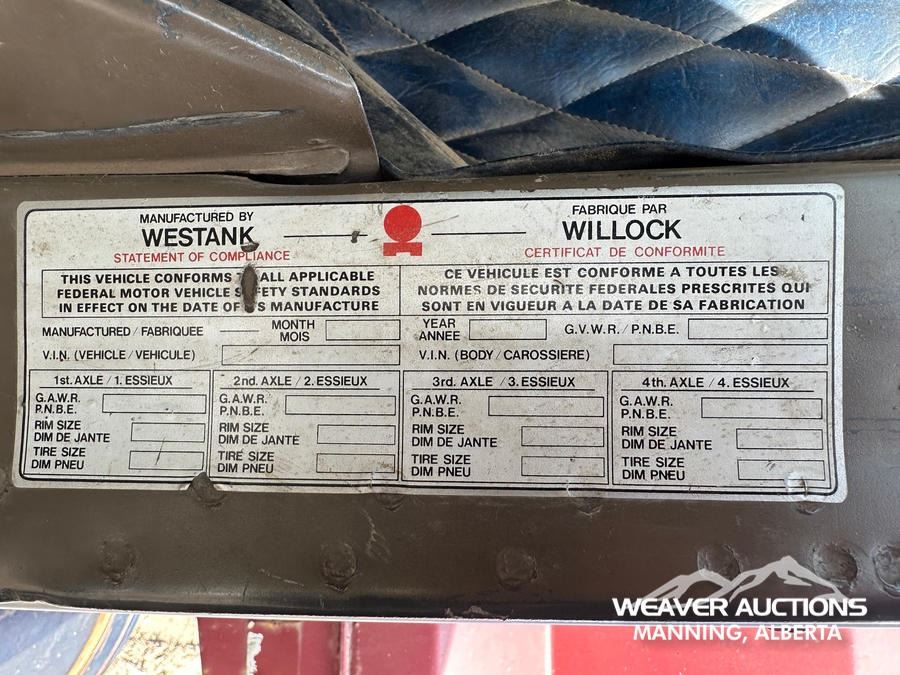 MANUFACTURED BY
WESTANK
FABRIQUE PAR
WILLOCK
STATEMENT OF COMPLIANCE
CERTIFICAT DE CONFORMITE
THIS VEHICLE CONFORMS ALL APPLICABLE
FEDERAL MOTOR VEHICLE SAFETY STANDARDS
IN EFFECT ON THE DATE OF MANUFACTURE
CE VEHICULE EST CONFORME A TOUTES LES
NORMES DE SECURITE FEDERALES PRESCRITES QUI
SONT EN VIGUEUR A LA DATE DE SA FABRICATION
MANUFACTURED / FABRIQUEE
MONTH
MOIS
YEAR
ANNEE
G.V.W.R. / P.N.B.E.
V.I.N. (VEHICLE / VEHICULE)
V.I.N. (BODY / CAROSSIERE)
1st. AXLE / 1. ESSIEUX
G.A.W.R.
P.N.B.E.
RIM SIZE
DIM DE JANTE
TIRE SIZE
DIM PNEU
2nd. AXLE / 2. ESSIEUX
G.A.W.R.
P.N.B.E.
RIM SIZE
DIM DE JANTE
TIRE SIZE
DIM PNEU
3rd. AXLE / 3. ESSIEUX
G.A.W.R.
P.N.B.E.
RIM SIZE
DIM DE JANTE
TIRE SIZE
DIM PNEU
4th. AXLE / 4. ESSIEUX
G.A.W.R.
P.N.B.E.
RIM SIZE
DIM DE JANTE
TIRE SIZE
DIM PNEU
WEAVER AUCTIONS
MANNING, ALBERTA